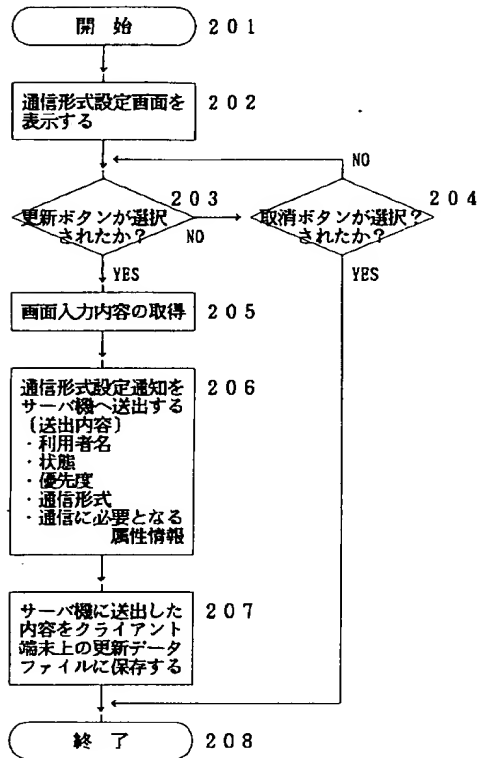 開 始 201
通信形式設定画面を 202
表示する
NO
203
204
更新ボタンが選択
されたか?
NO
取消ボタンが選択?
されたか?
YES
YES
画面入力内容の取得 205
通信形式設定通知を 206
サーバ機へ送出する
〔送出内容〕
・利用者名
・状態
・優先度
・通信形式
・通信に必要となる
属性情報
サーバ機に送出した 207
内容をクライアント
端末上の更新データ
ファイルに保存する
終 了 208